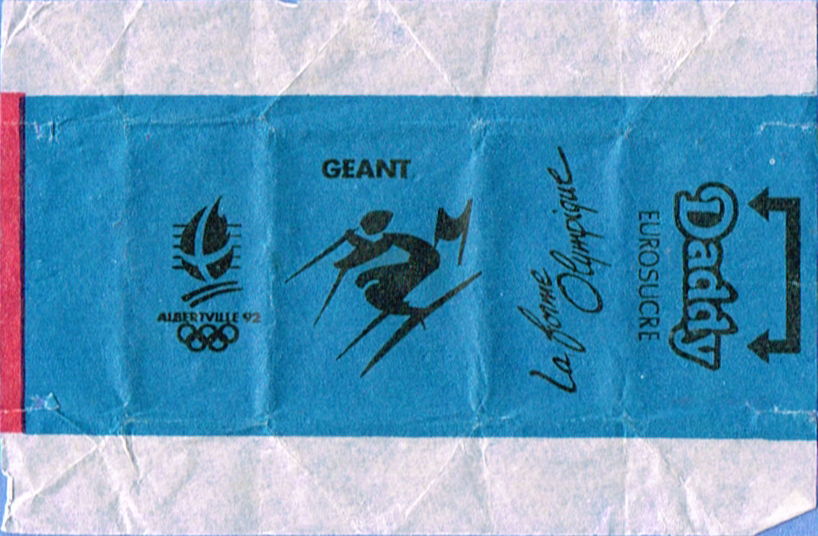 GEANT
ALBERTVILLE 92
La forme
Olympique
Daddy
EUROSUCRE